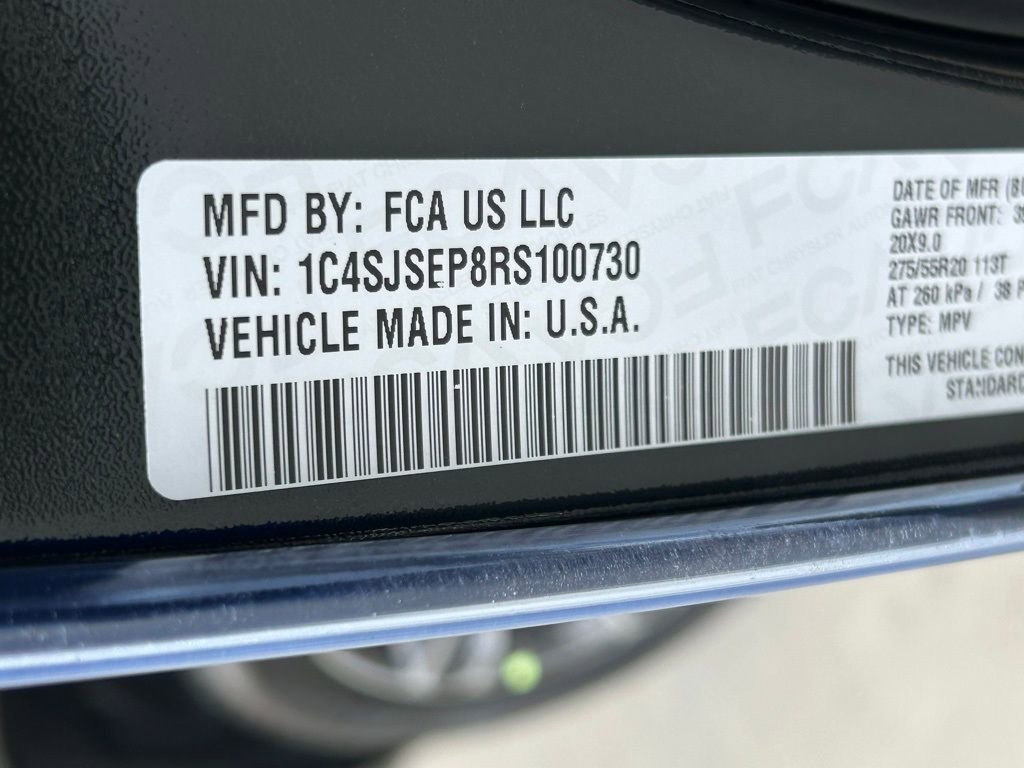 MFD BY: FCA US LLC
VIN: 1C4SJSEP8RS100730
VEHICLE MADE IN: U.S.A.
DATE OF MFR
GAWR FRONT:
20X9.0
275/55R20 113T
AT 260 kPa / 38
TYPE: MPV
THIS VEHICLE
STANDARD